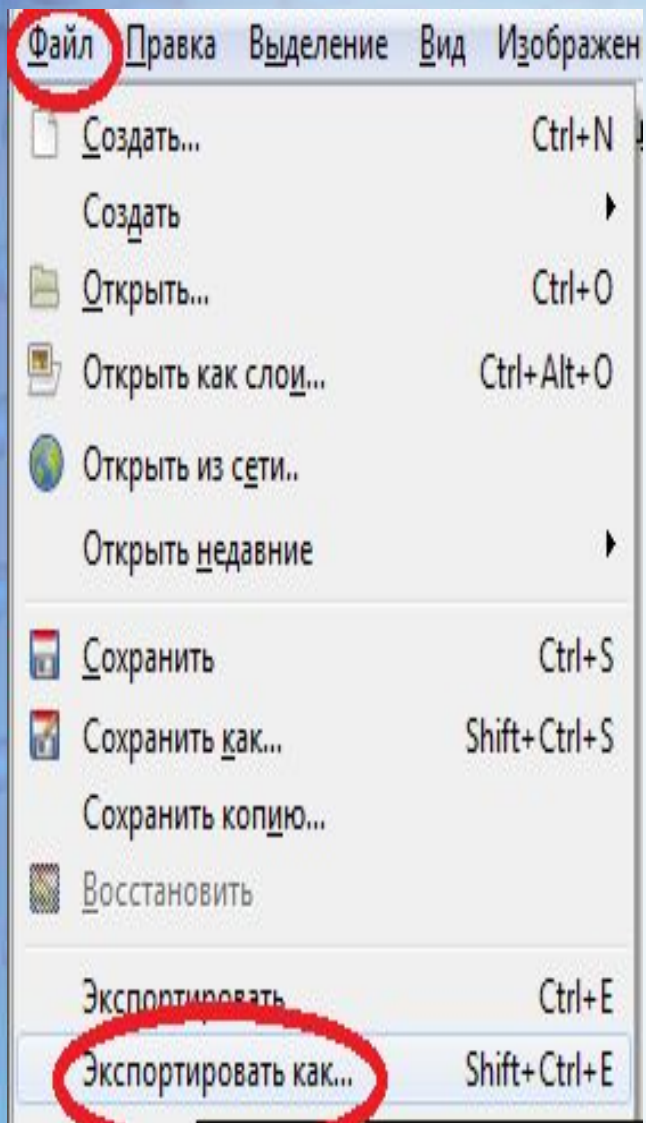 Файл Правка Выделение Вид Изображен
Создать... Ctrl+N
Создать
Открыть... Ctrl+O
Открыть как слои... Ctrl+Alt+O
Открыть из сети..
Открыть недавние
Сохранить Ctrl+S
Сохранить как... Shift+Ctrl+S
Сохранить копию...
Восстановить
Экспортировать Ctrl+E
Экспортировать как... Shift+Ctrl+E